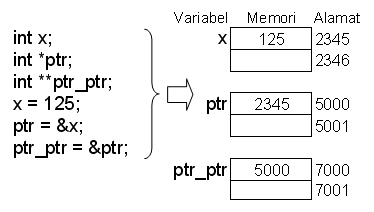 int x;
int *ptr;
int **ptr_ptr;
x = 125;
ptr = &x;
ptr_ptr = &ptr;
Variabel Memori Alamat
x 125 2345
2346
ptr 2345 5000
5001
ptr_ptr 5000 7000
7001